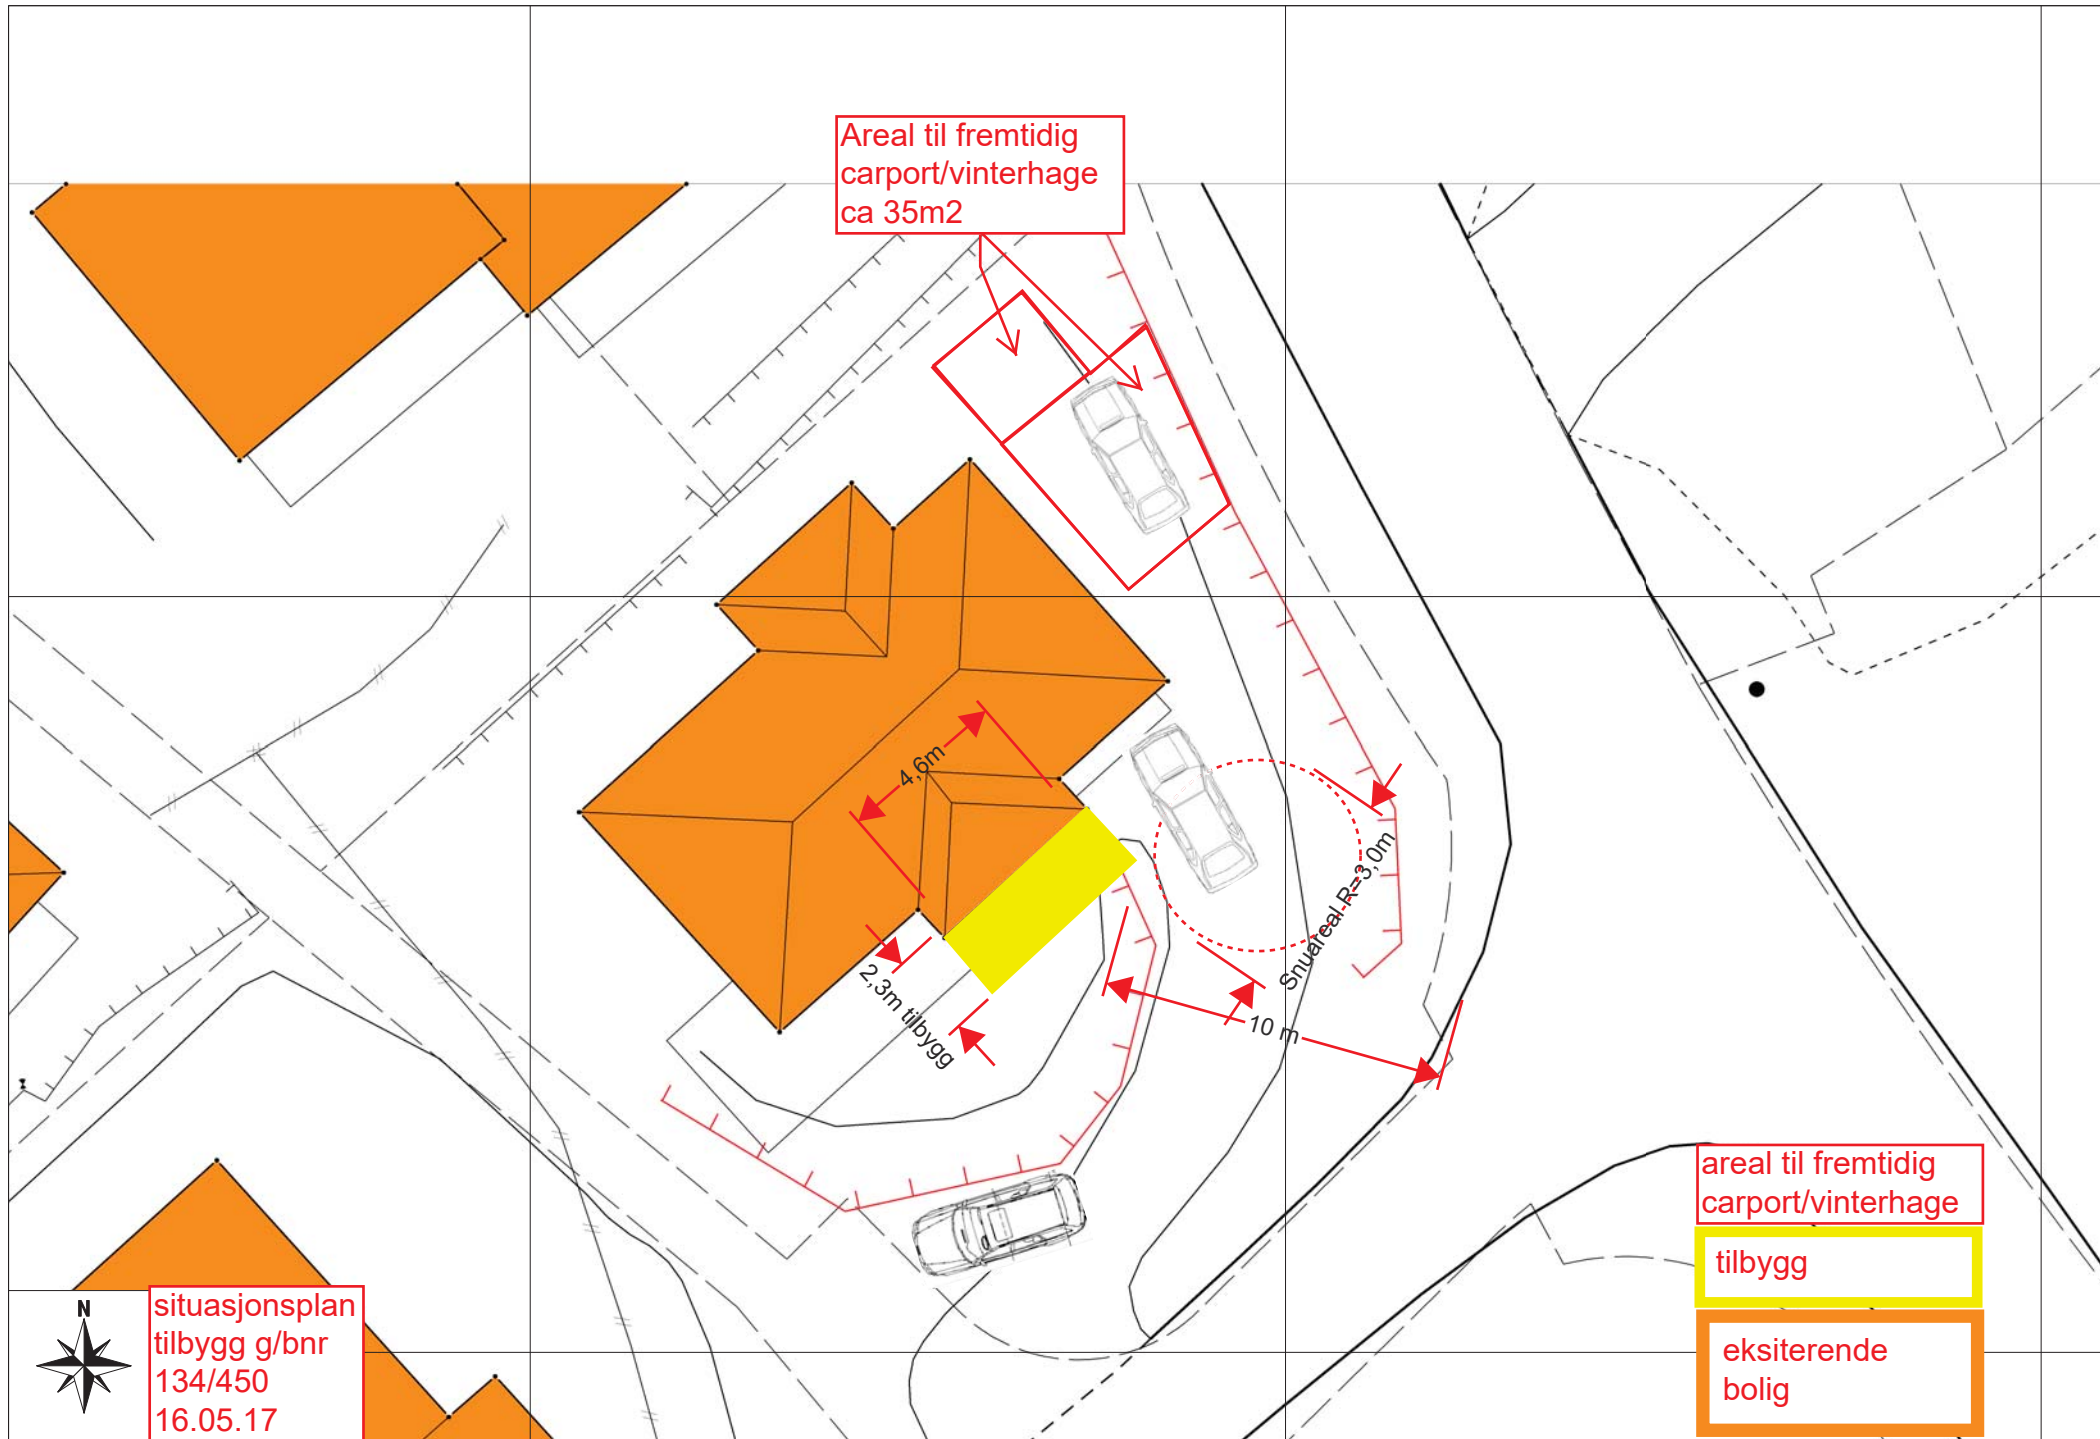 Areal til fremtidig
carport/vinterhage
ca 35m2
4,6m
Snuareal R=3,0m
2,3m tilbygg
10 m
areal til fremtidig
carport/vinterhage
tilbygg
eksiterende
bolig
N
situasjonsplan
tilbygg g/bnr
134/450
16.05.17